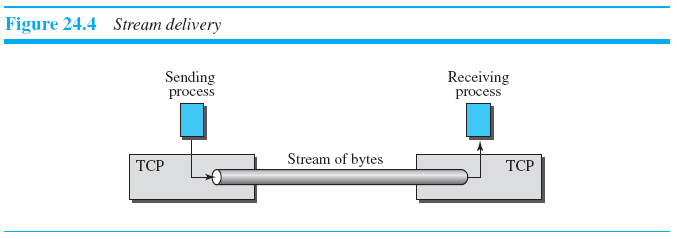 Figure 24.4 Stream delivery
Sending
process
Receiving
process
TCP
Stream of bytes
TCP